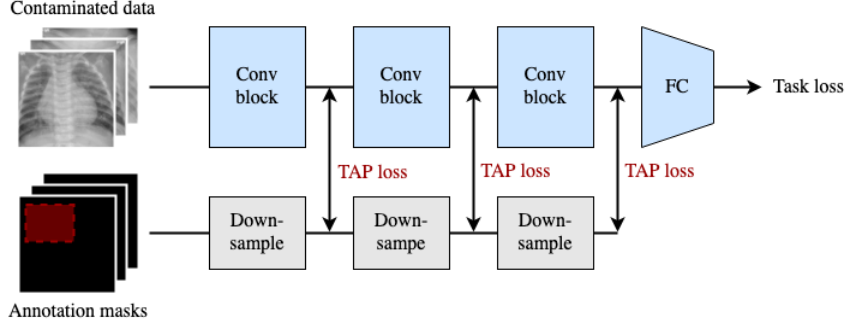 Contaminated data
Conv
block
Conv
block
Conv
block
FC
Task loss
TAP loss
TAP loss
TAP loss
Down-
sample
Down-
sampe
Down-
sample
Annotation masks